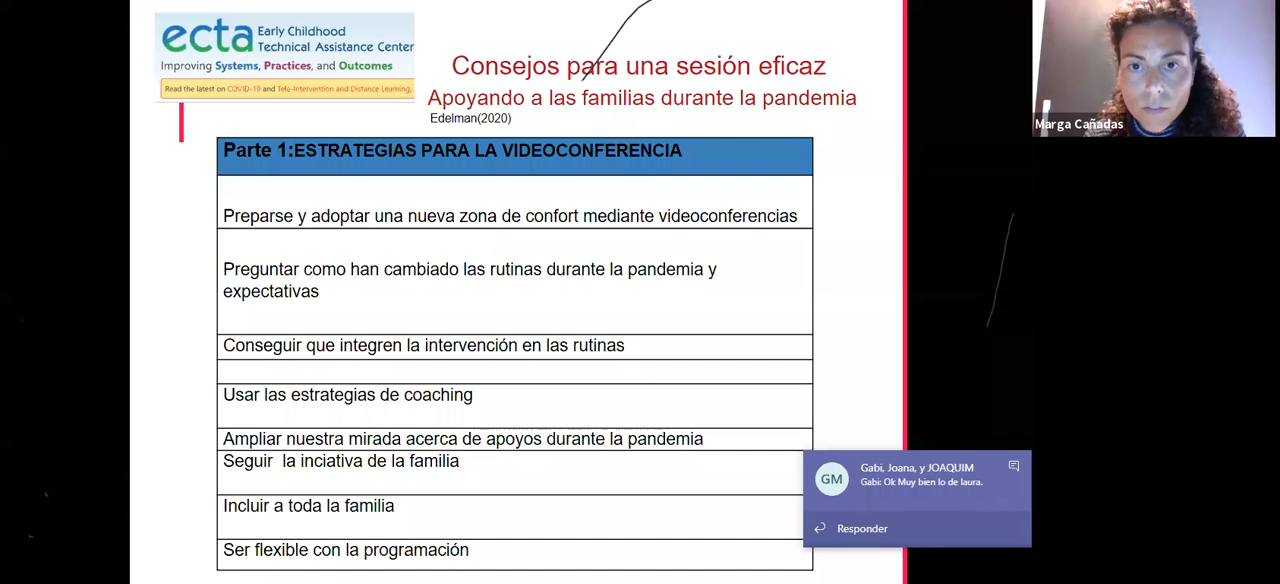 ecta Early Childhood
Technical Assistance Center
Improving Systems, Practices, and Outcomes
Read the latest on COVID-19 and Tele-Intervention and Distance Learning,
Consejos para una sesión eficaz
Apoyando a las familias durante la pandemia
Edelman(2020)
Marga Cañadas
Parte 1:ESTRATEGIAS PARA LA VIDEOCONFERENCIA
Preparse y adoptar una nueva zona de confort mediante videoconferencias
Preguntar como han cambiado las rutinas durante la pandemia y
expectativas
Conseguir que integren la intervención en las rutinas
Usar las estrategias de coaching
Ampliar nuestra mirada acerca de apoyos durante la pandemia
Seguir  la inciativa de la familia
Incluir a toda la familia
Ser flexible con la programación
GM
Gabi, Joana, y JOAQUIM
Gabi: Ok Muy bien lo de laura.
Responder